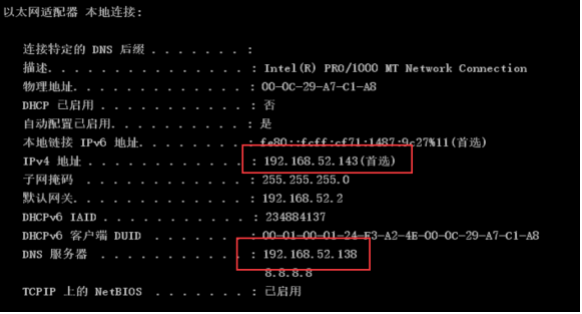 以太网适配器 本地连接:
连接特定的 DNS 后缀 . . . . . . . :
描述. . . . . . . . . . . . . . . : Intel(R) PRO/1000 MT Network Connection
物理地址. . . . . . . . . . . . . : 00-0C-29-A7-C1-A8
DHCP 已启用 . . . . . . . . . . . : 否
自动配置已启用. . . . . . . . . . : 是
本地链接 IPv6 地址. . . . . . . . : fe80::fcff:cf71:1487:9c27%11(首选)
IPv4 地址 . . . . . . . . . . . . : 192.168.52.143(首选)
子网掩码 . . . . . . . . . . . . : 255.255.255.0
默认网关. . . . . . . . . . . . . : 192.168.52.2
DHCPv6 IAID . . . . . . . . . . . : 234884137
DHCPv6 客户端 DUID . . . . . . . : 00-01-00-01-24-F3-A2-4E-00-0C-29-A7-C1-A8
DNS 服务器 . . . . . . . . . . . : 192.168.52.138
8.8.8.8
TCPIP 上的 NetBIOS . . . . . . . : 已启用